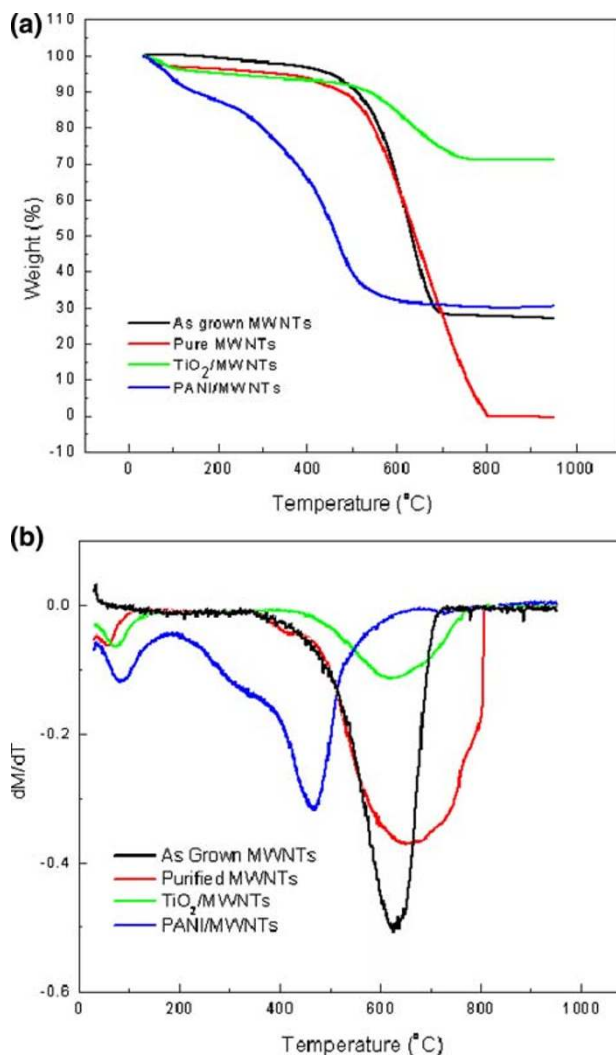 (a)
110
100
90
80
70
60
50
40
30
20
10
0
-10
Weight (%)
As grown MWNTs
Pure MWNTs
TiO2/MWNTs
PANI/MWNTs
0 200 400 600 800 1000
Temperature (°C)
(b)
0.0
-0.2
-0.4
-0.6
dM/dT
As Grown MWNTs
Purified MWNTs
TiO2/MWNTs
PANI/MWNTs
0 200 400 600 800 1000
Temperature (°C)